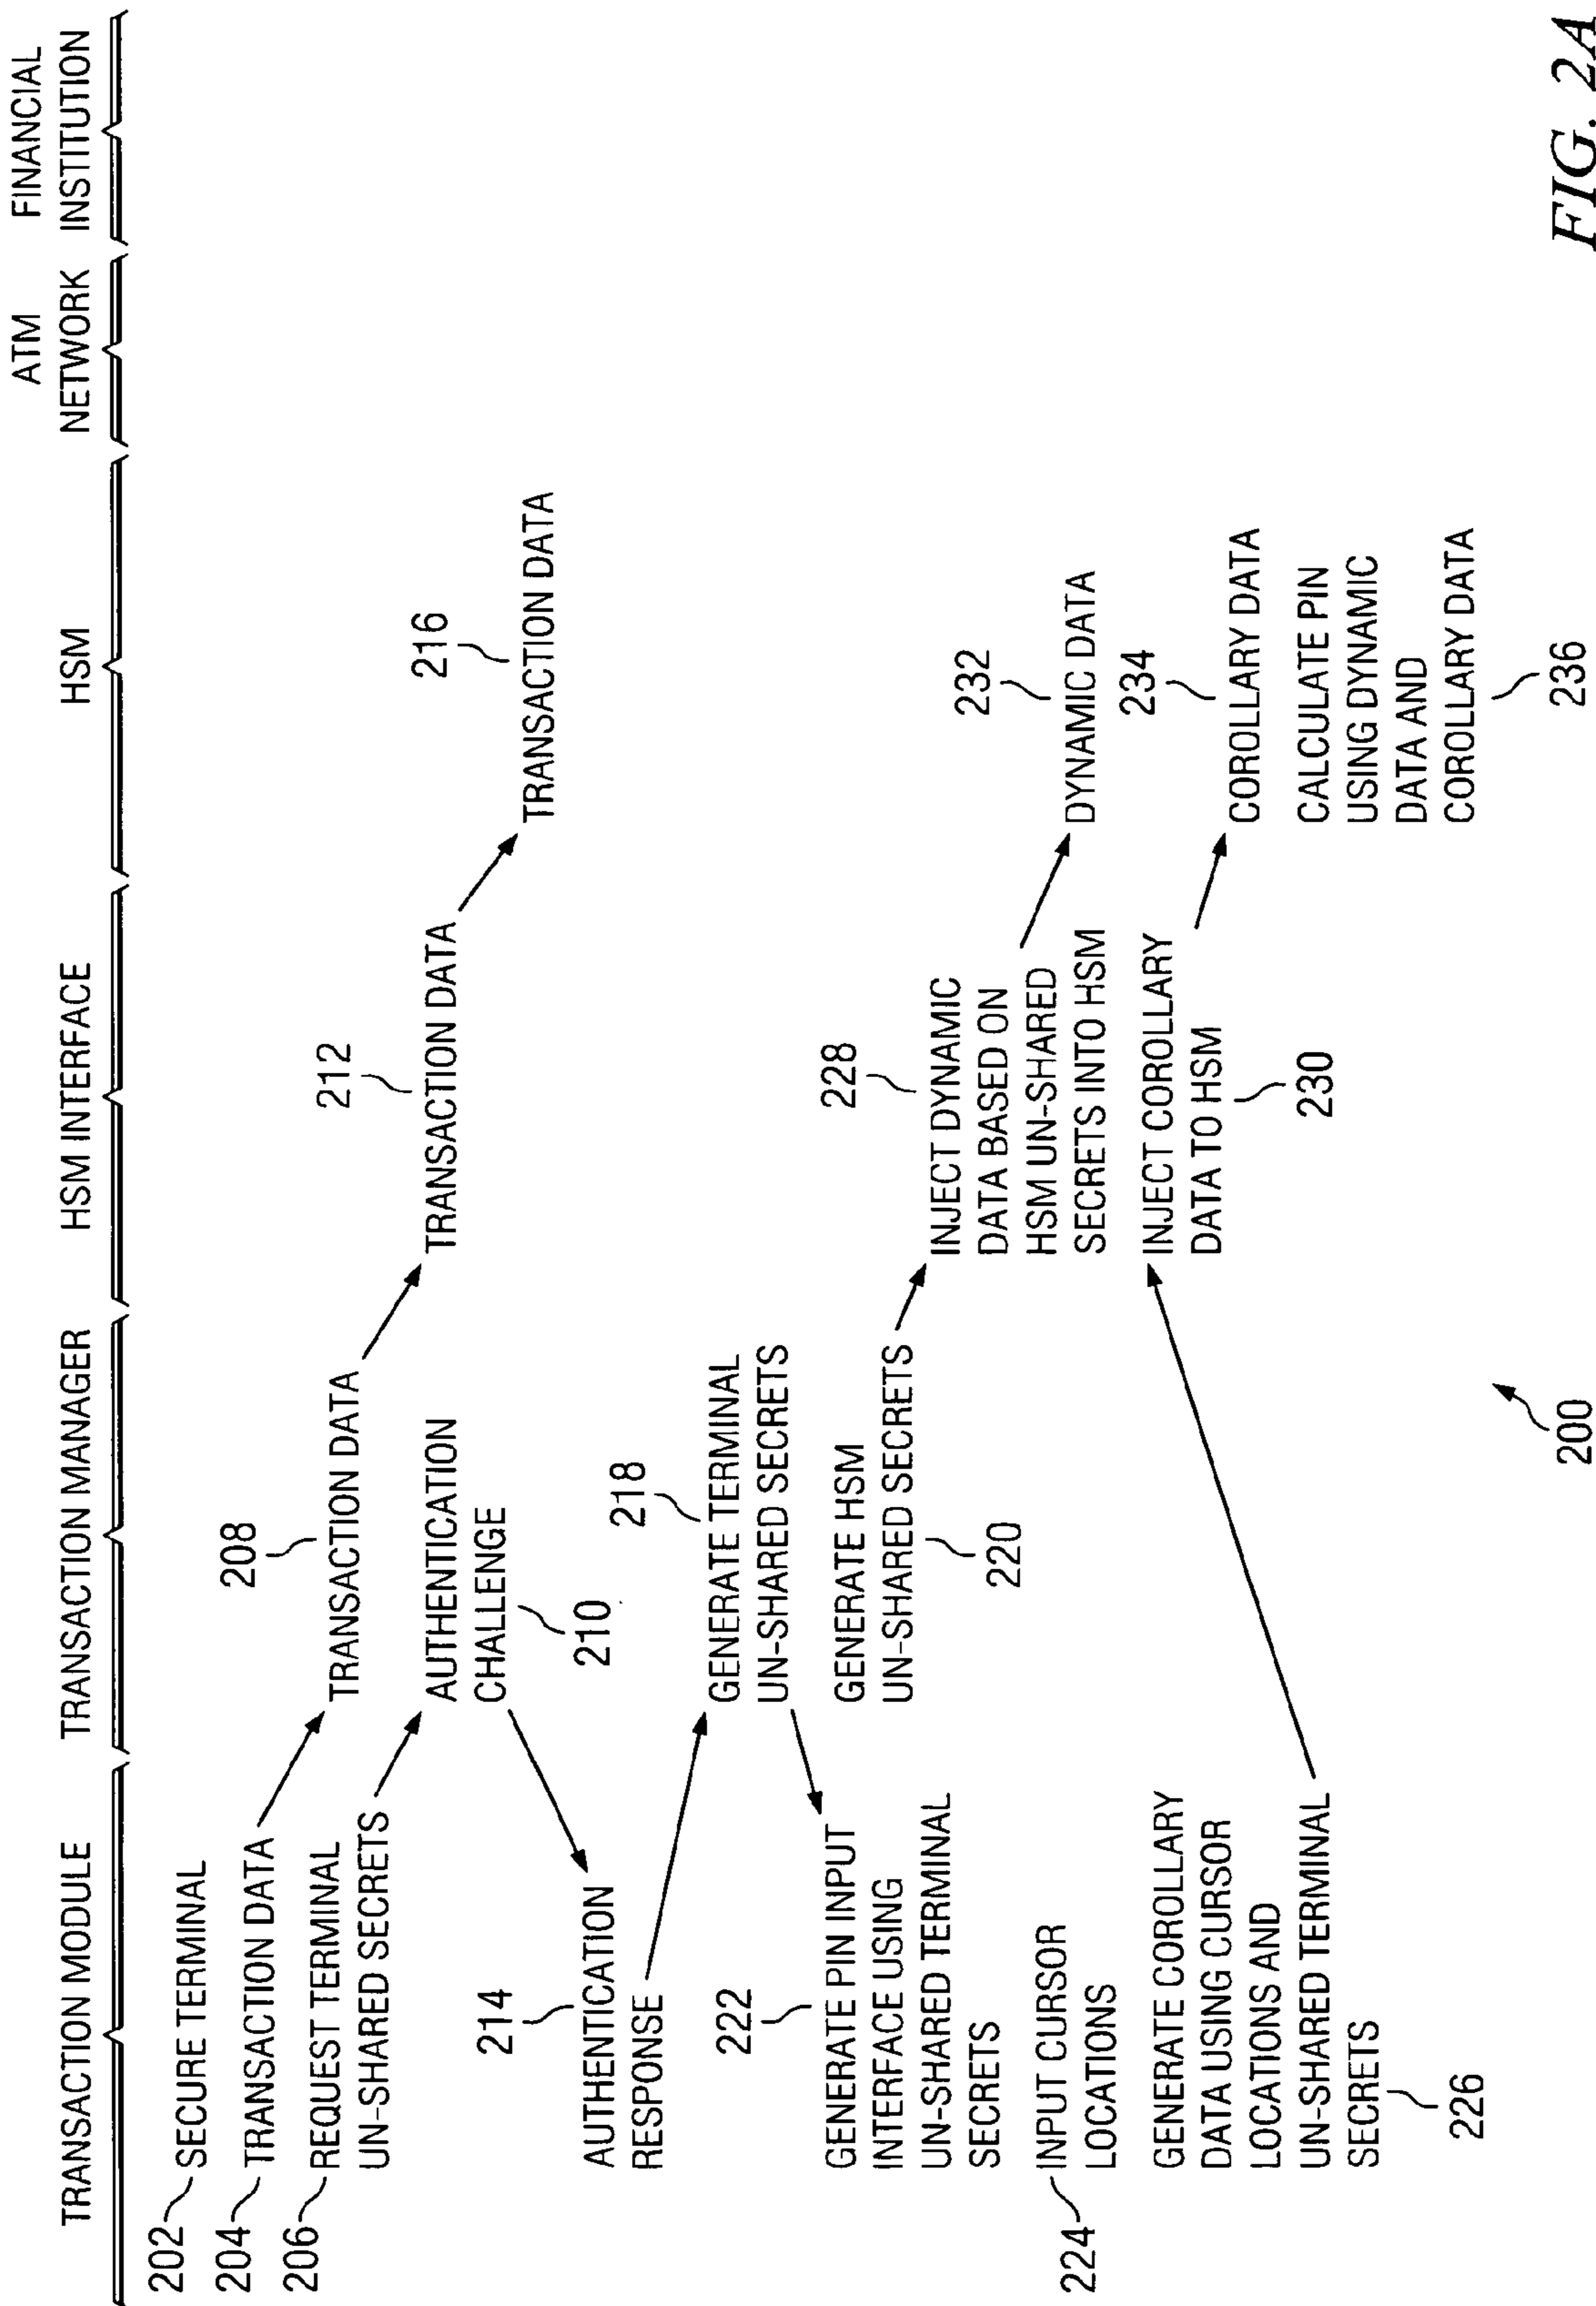 TRANSACTION MODULE
TRANSACTION MANAGER
HSM INTERFACE
HSM
ATM
NETWORK
FINANCIAL
INSTITUTION
202
SECURE TERMINAL
204
TRANSACTION DATA
206
REQUEST TERMINAL
UN-SHARED SECRETS
208
TRANSACTION DATA
AUTHENTICATION
CHALLENGE
210
212
TRANSACTION DATA
214
AUTHENTICATION
RESPONSE
216
TRANSACTION DATA
218
GENERATE TERMINAL
UN-SHARED SECRETS
GENERATE HSM
UN-SHARED SECRETS
220
222
GENERATE PIN INPUT
INTERFACE USING
UN-SHARED TERMINAL
SECRETS
224
INPUT CURSOR
LOCATIONS
GENERATE COROLLARY
DATA USING CURSOR
LOCATIONS AND
UN-SHARED TERMINAL
SECRETS
226
228
INJECT DYNAMIC
DATA BASED ON
HSM UN-SHARED
SECRETS INTO HSM
INJECT COROLLARY
DATA TO HSM
230
232
DYNAMIC DATA
234
COROLLARY DATA
CALCULATE PIN
USING DYNAMIC
DATA AND
COROLLARY DATA
236
200
FIG. 2A